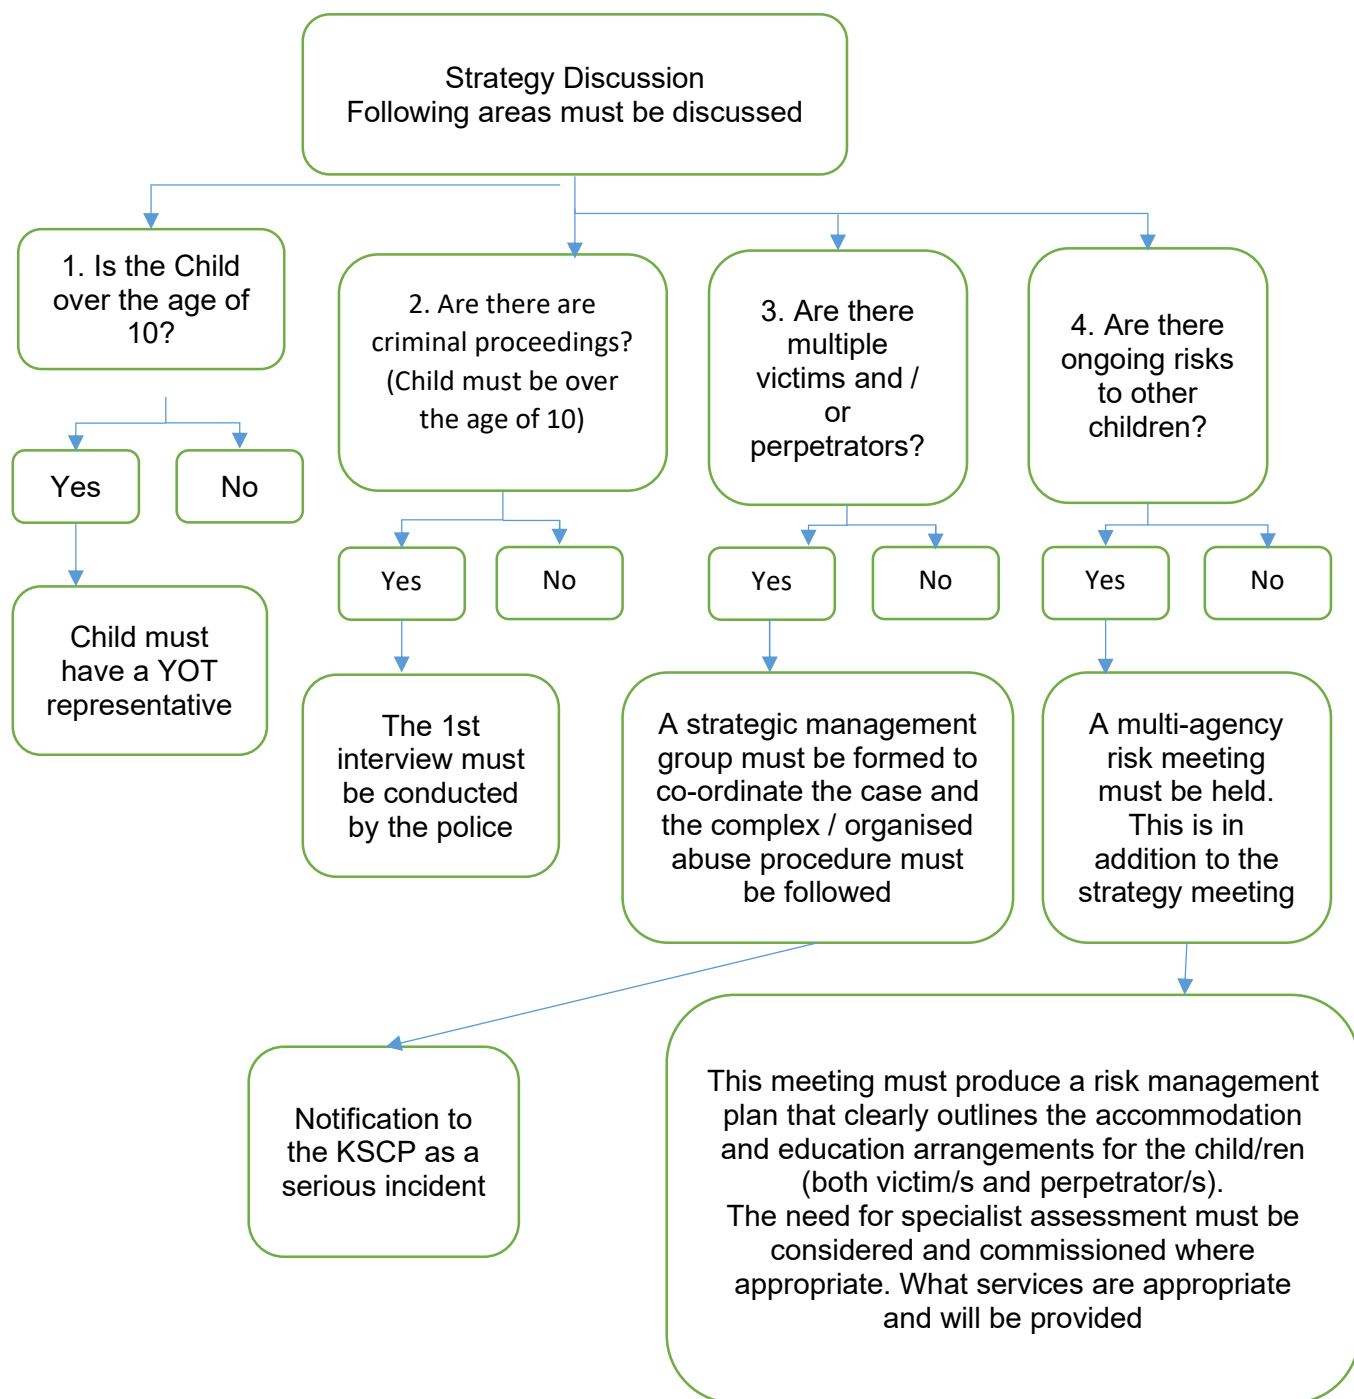 Strategy Discussion
Following areas must be discussed
1. Is the Child
over the age of
10?
Yes
No
Child must
have a YOT
representative
2. Are there are
criminal proceedings?
(Child must be over
the age of 10)
Yes
No
The 1st
interview must
be conducted
by the police
3. Are there
multiple
victims and /
or
perpetrators?
Yes
No
A strategic management
group must be formed to
co-ordinate the case and
the complex / organised
abuse procedure must
be followed
Notification to
the KSCP as a
serious incident
4. Are there
ongoing risks
to other
children?
Yes
No
A multi-agency
risk meeting
must be held.
This is in
addition to the
strategy meeting
This meeting must produce a risk management
plan that clearly outlines the accommodation
and education arrangements for the child/ren
(both victim/s and perpetrator/s).
The need for specialist assessment must be
considered and commissioned where
appropriate. What services are appropriate
and will be provided